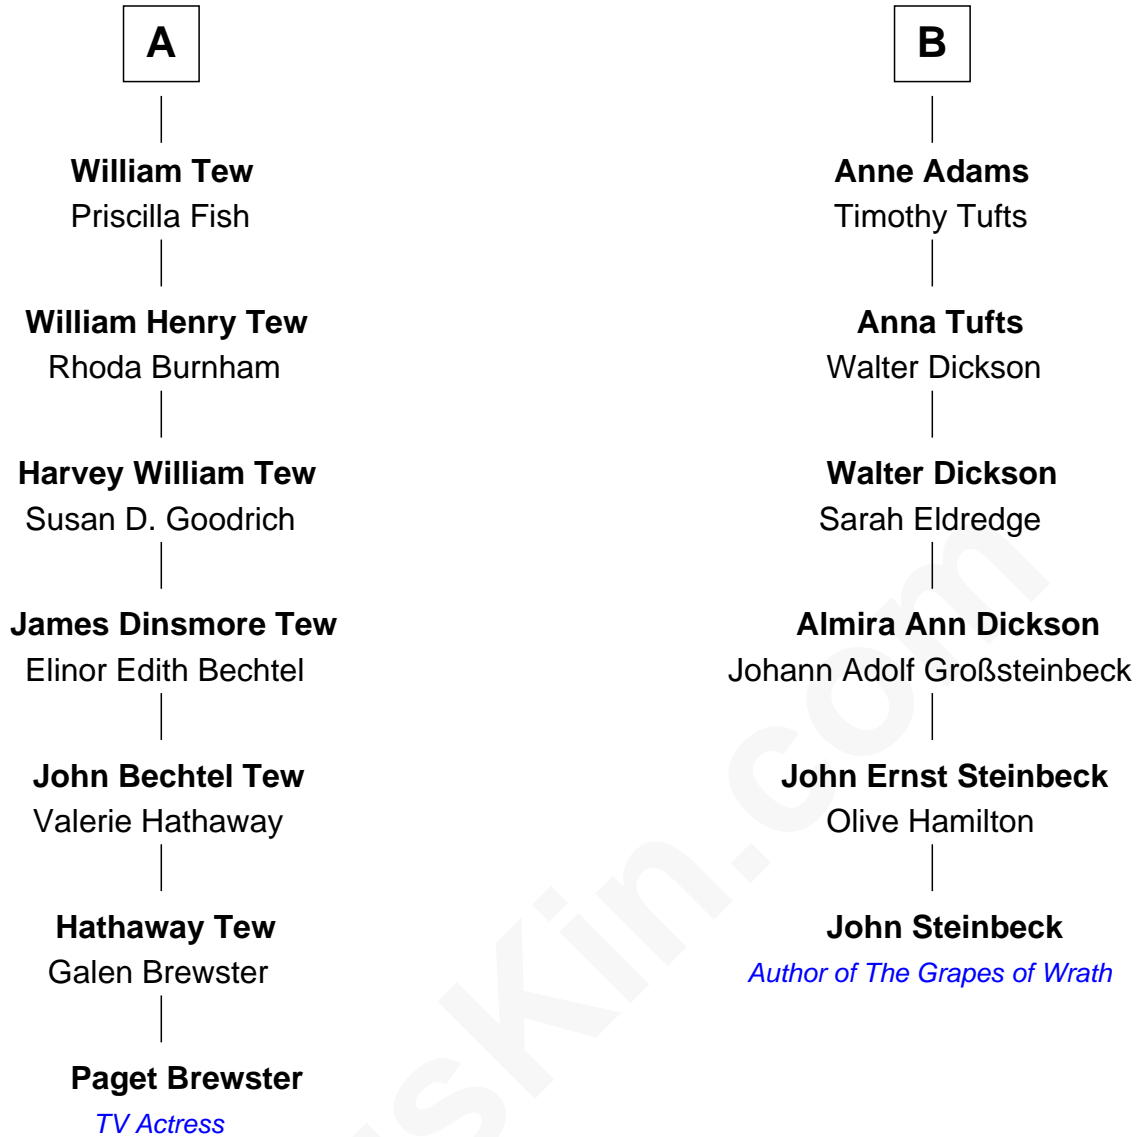 A
William Tew
Priscilla Fish
William Henry Tew
Rhoda Burnham
Harvey William Tew
Susan D. Goodrich
James Dinsmore Tew
Elinor Edith Bechtel
John Bechtel Tew
Valerie Hathaway
Hathaway Tew
Galen Brewster
Paget Brewster
TV Actress
B
Anne Adams
Timothy Tufts
Anna Tufts
Walter Dickson
Walter Dickson
Sarah Eldredge
Almira Ann Dickson
Johann Adolf Großsteinbeck
John Ernst Steinbeck
Olive Hamilton
John Steinbeck
Author of The Grapes of Wrath
sKin.com